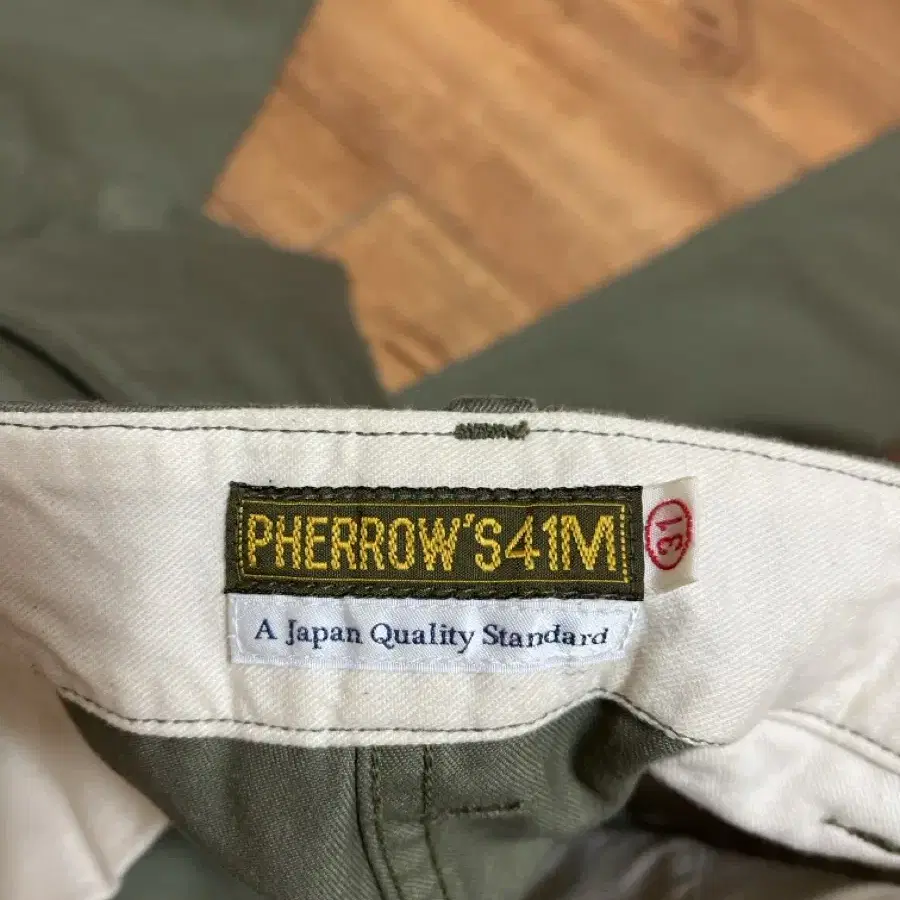 PHERROW'S41M
31
A Japan Quality Standard